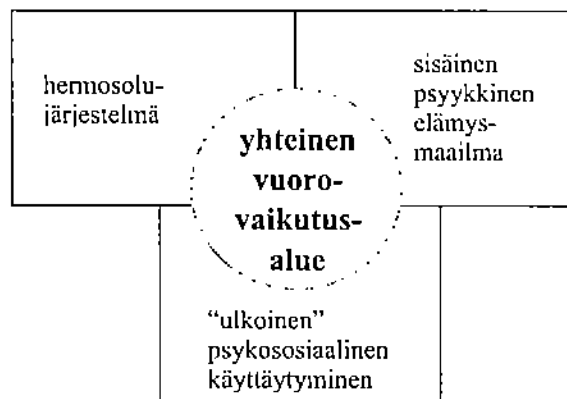 hermosolu-
järjestelmä
sisäinen
psyykkinen
elämys-
maailma
yhteinen
vuoro-
vaikutus-
alue
“ulkoinen”
psykososiaalinen
käyttäytyminen